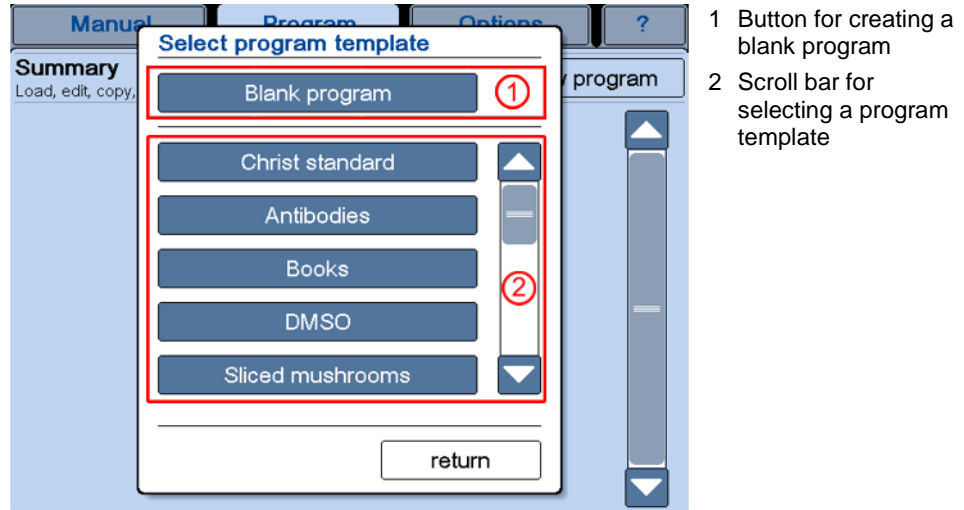 Manual Program Options ?
Select program template
Summary
Load, edit, copy, program
Blank program 1
Christ standard
Antibodies
Books
2
DMSO
Sliced mushrooms
return
1 Button for creating a
blank program
2 Scroll bar for
selecting a program
template